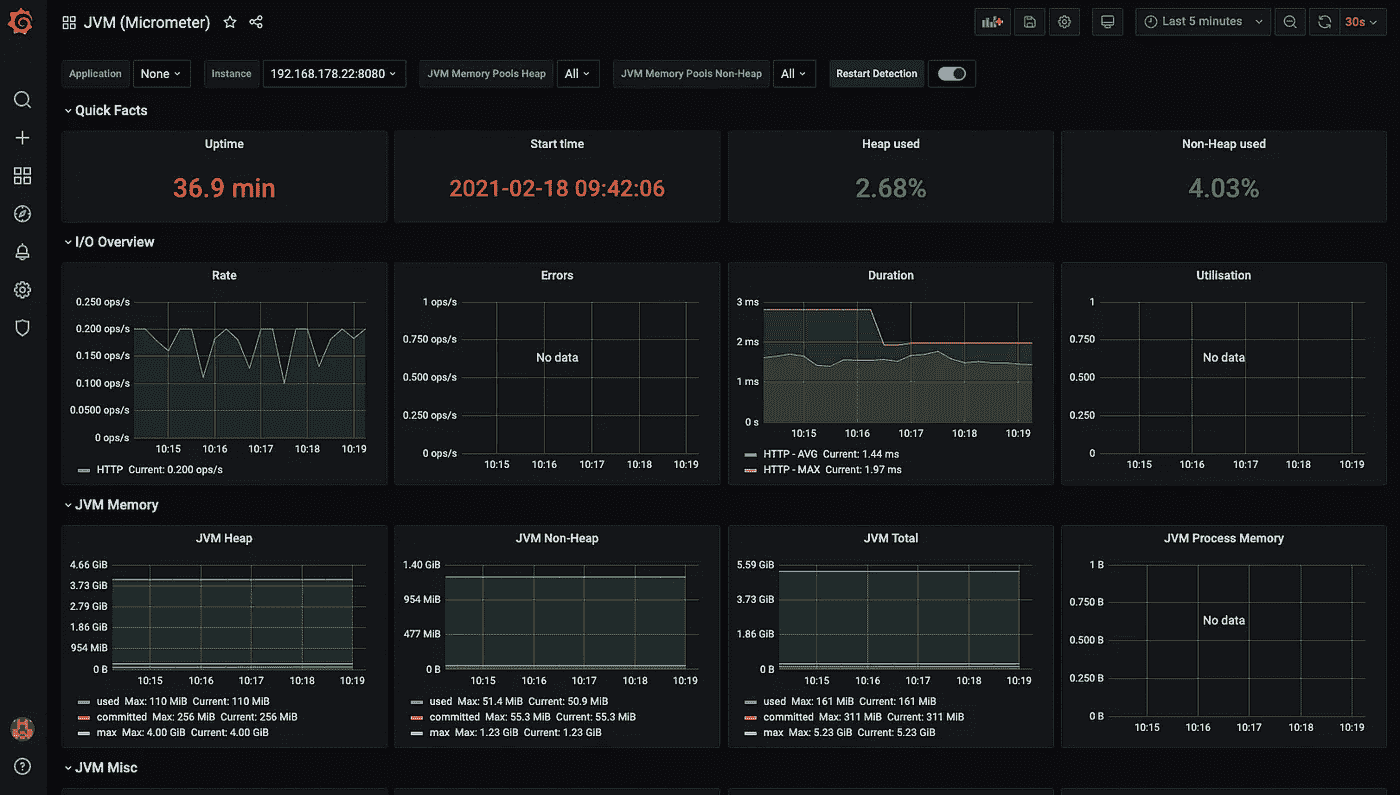 JVM (Micrometer)
Last 5 minutes
30s
Application
None
Instance
192.168.178.22:8080
JVM Memory Pools Heap
All
JVM Memory Pools Non-Heap
All
Restart Detection
Quick Facts
Uptime
36.9 min
Start time
2021-02-18 09:42:06
Heap used
2.68%
Non-Heap used
4.03%
I/O Overview
Rate
0.250 ops/s
0.200 ops/s
0.150 ops/s
0.100 ops/s
0.0500 ops/s
0 ops/s
10:15 10:16 10:17 10:18 10:19
HTTP Current: 0.200 ops/s
Errors
1 ops/s
0.750 ops/s
0.500 ops/s
0.250 ops/s
0 ops/s
No data
10:15 10:16 10:17 10:18 10:19
Duration
3 ms
2 ms
1 ms
0 s
10:15 10:16 10:17 10:18 10:19
HTTP - AVG Current: 1.44 ms
HTTP - MAX Current: 1.97 ms
Utilisation
1
0.750
0.500
0.250
0
No data
10:15 10:16 10:17 10:18 10:19
JVM Memory
JVM Heap
4.66 GiB
3.73 GiB
2.79 GiB
1.86 GiB
954 MiB
0 B
10:15 10:16 10:17 10:18 10:19
used Max: 110 MiB Current: 110 MiB
committed Max: 256 MiB Current: 256 MiB
max Max: 4.00 GiB Current: 4.00 GiB
JVM Non-Heap
1.40 GiB
954 MiB
477 MiB
0 B
10:15 10:16 10:17 10:18 10:19
used Max: 51.4 MiB Current: 50.9 MiB
committed Max: 55.3 MiB Current: 55.3 MiB
max Max: 1.23 GiB Current: 1.23 GiB
JVM Total
5.59 GiB
3.73 GiB
1.86 GiB
0 B
10:15 10:16 10:17 10:18 10:19
used Max: 161 MiB Current: 161 MiB
committed Max: 311 MiB Current: 311 MiB
max Max: 5.23 GiB Current: 5.23 GiB
JVM Process Memory
1 B
0.750 B
0.500 B
0.250 B
0 B
No data
10:15 10:16 10:17 10:18 10:19
JVM Misc